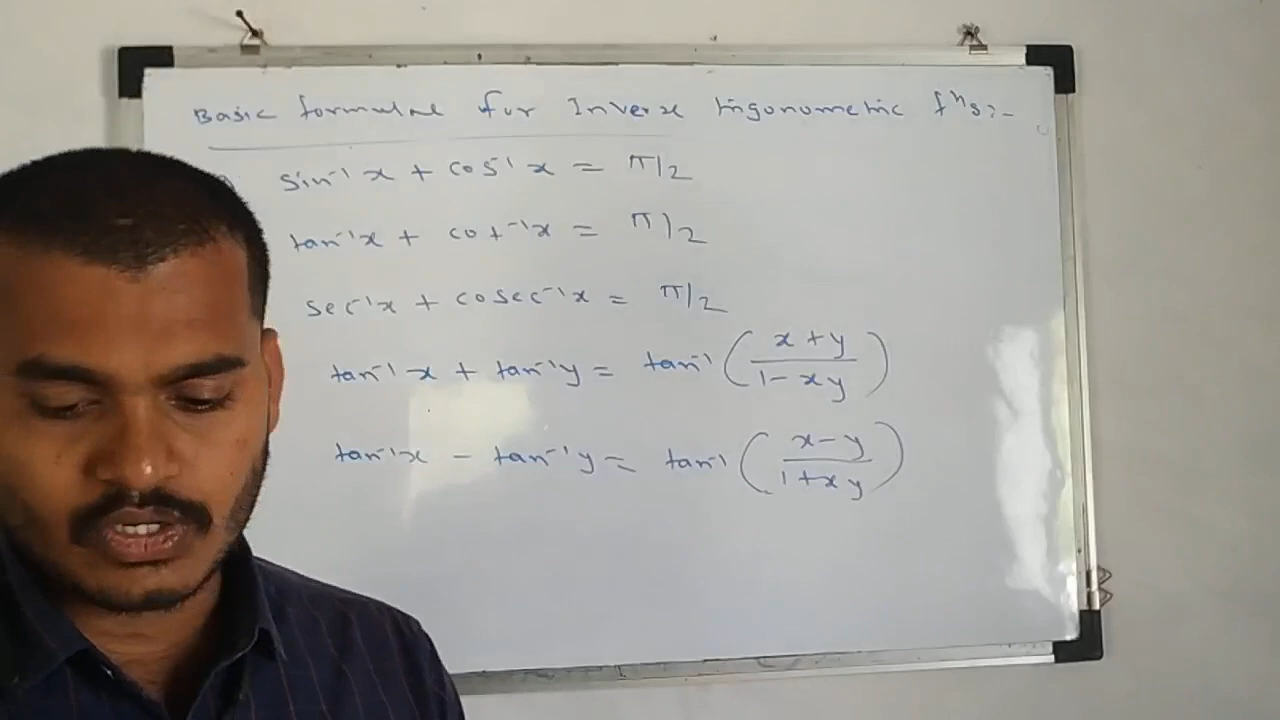 Basic formulae for Inverse trigonometric fⁿs:-
sin⁻¹x + cos⁻¹x = π/2
tan⁻¹x + cot⁻¹x = π/2
sec⁻¹x + cosec⁻¹x = π/2
tan⁻¹x + tan⁻¹y = tan⁻¹((x+y)/(1-xy))
tan⁻¹x - tan⁻¹y = tan⁻¹((x-y)/(1+xy))